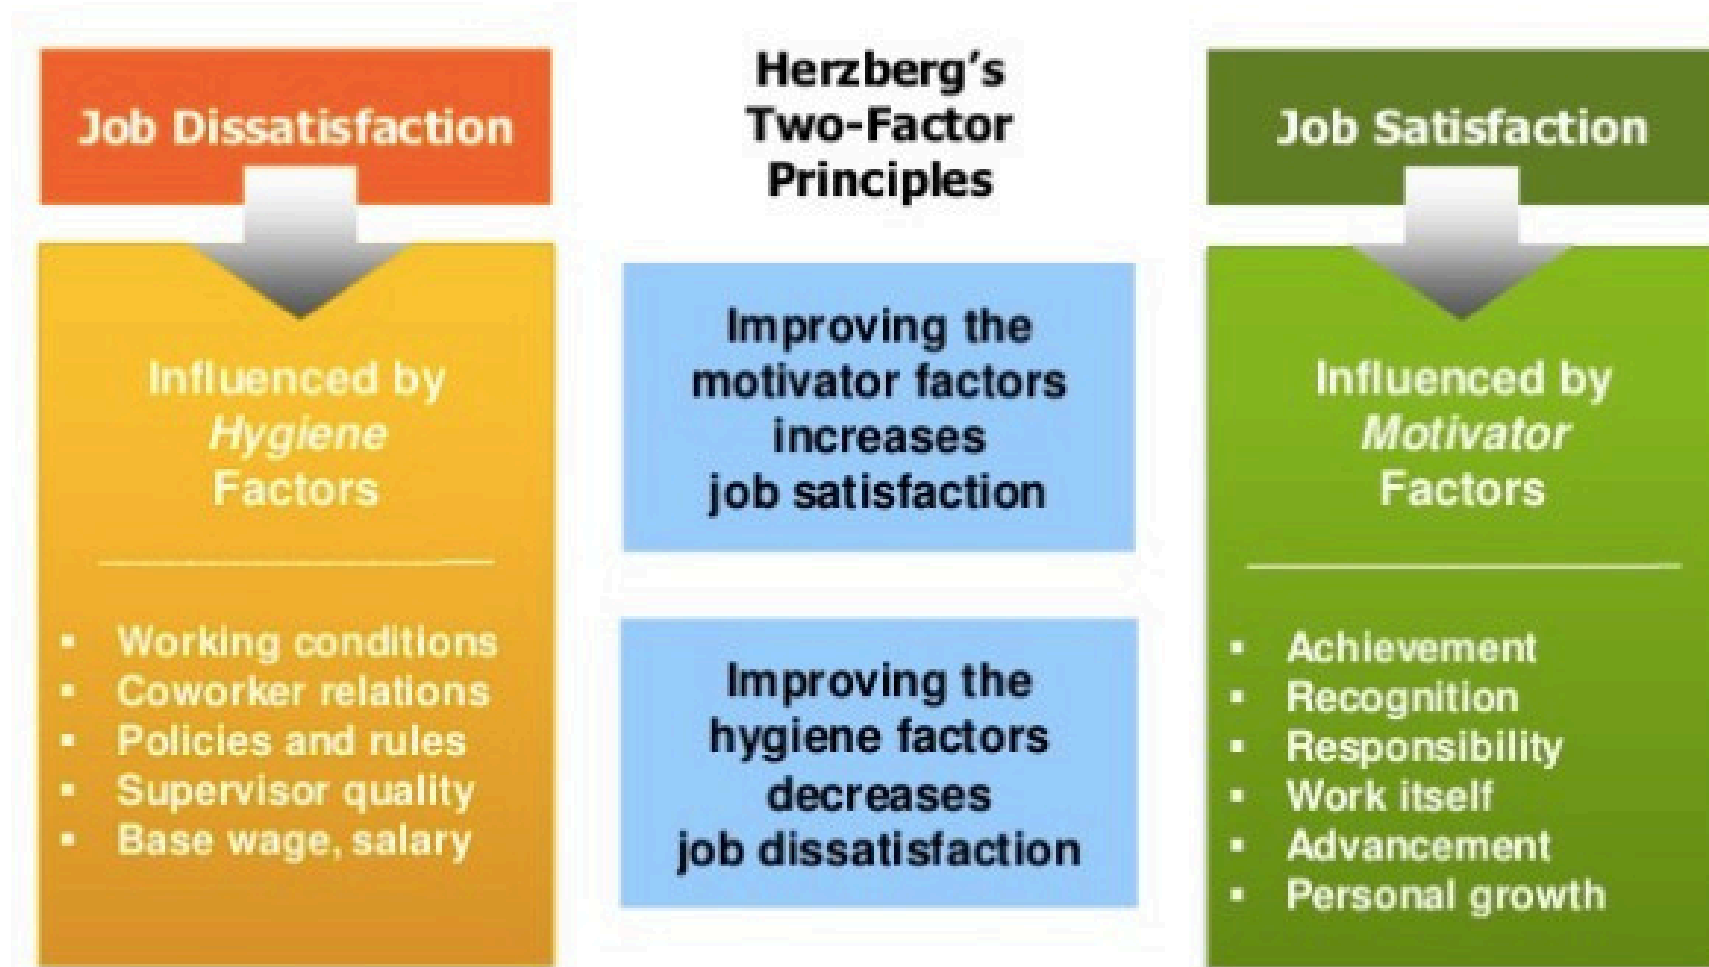 Job Dissatisfaction
Influenced by
Hygiene
Factors
▪ Working conditions
▪ Coworker relations
▪ Policies and rules
▪ Supervisor quality
▪ Base wage, salary
Herzberg’s
Two-Factor
Principles
Improving the
motivator factors
increases
job satisfaction
Improving the
hygiene factors
decreases
job dissatisfaction
Job Satisfaction
Influenced by
Motivator
Factors
▪ Achievement
▪ Recognition
▪ Responsibility
▪ Work itself
▪ Advancement
▪ Personal growth